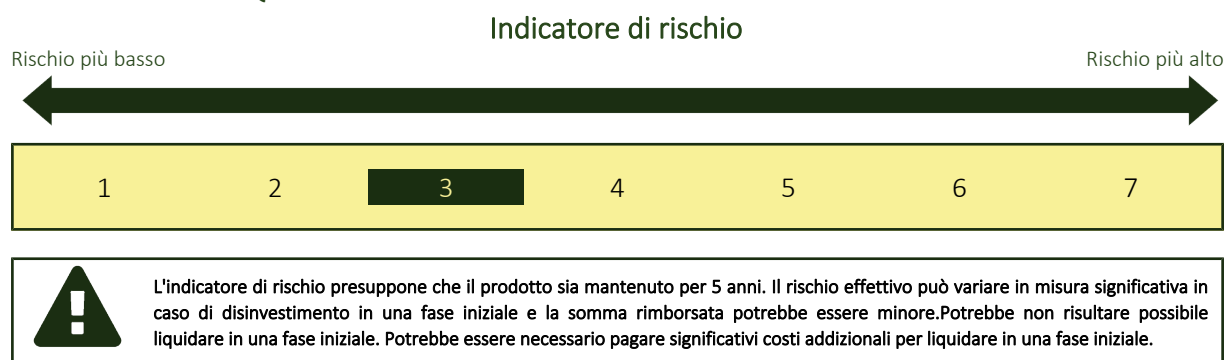 Indicatore di rischio
Rischio più basso
Rischio più alto
1 2 3 4 5 6 7
L'indicatore di rischio presuppone che il prodotto sia mantenuto per 5 anni. Il rischio effettivo può variare in misura significativa in
caso di disinvestimento in una fase iniziale e la somma rimborsata potrebbe essere minore.Potrebbe non risultare possibile
liquidare in una fase iniziale. Potrebbe essere necessario pagare significativi costi addizionali per liquidare in una fase iniziale.